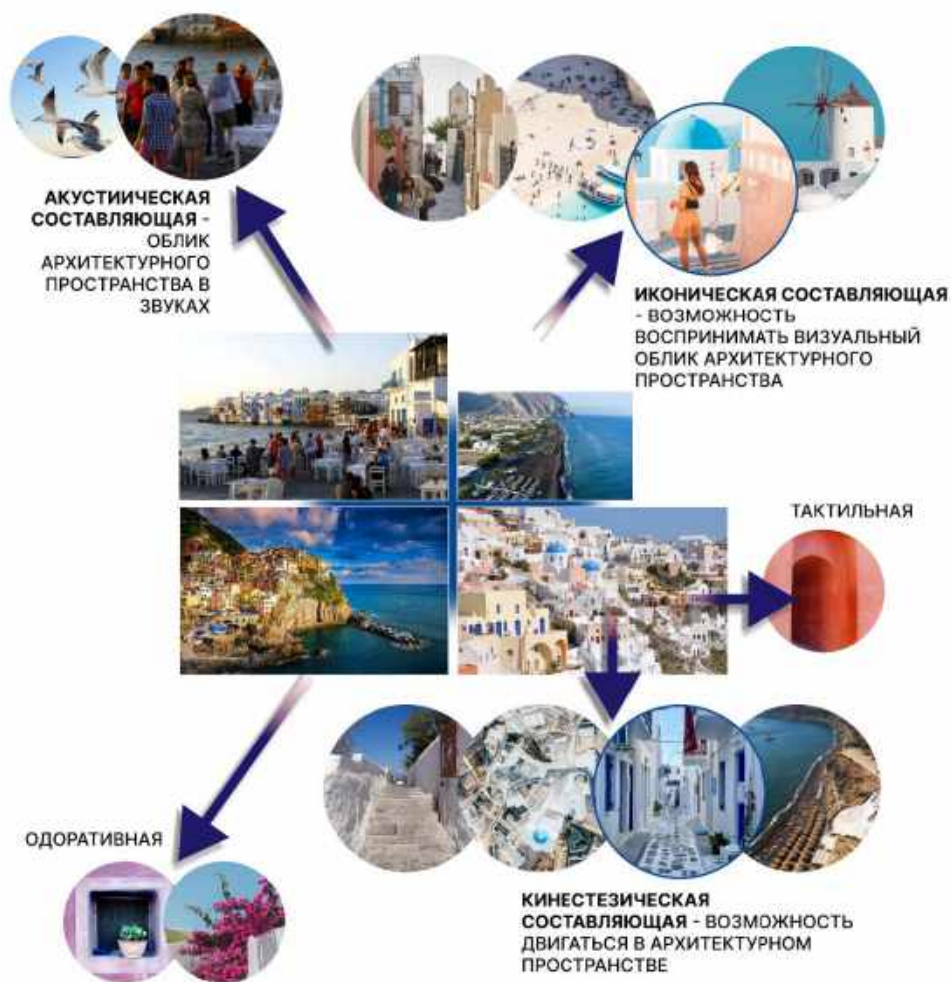 АКУСТИИЧЕСКАЯ
СОСТАВЛЯЮЩАЯ -
ОБЛИК
АРХИТЕКТУРНОГО
ПРОСТРАНСТВА В
ЗВУКАХ
ИКОНИЧЕСКАЯ СОСТАВЛЯЮЩАЯ
- ВОЗМОЖНОСТЬ
ВОСПРИНИМАТЬ ВИЗУАЛЬНЫЙ
ОБЛИК АРХИТЕКТУРНОГО
ПРОСТРАНСТВА
ТАКТИЛЬНАЯ
ОДОРАТИВНАЯ
КИНЕСТЕЗИЧЕСКАЯ
СОСТАВЛЯЮЩАЯ - ВОЗМОЖНОСТЬ
ДВИГАТЬСЯ В АРХИТЕКТУРНОМ
ПРОСТРАНСТВЕ